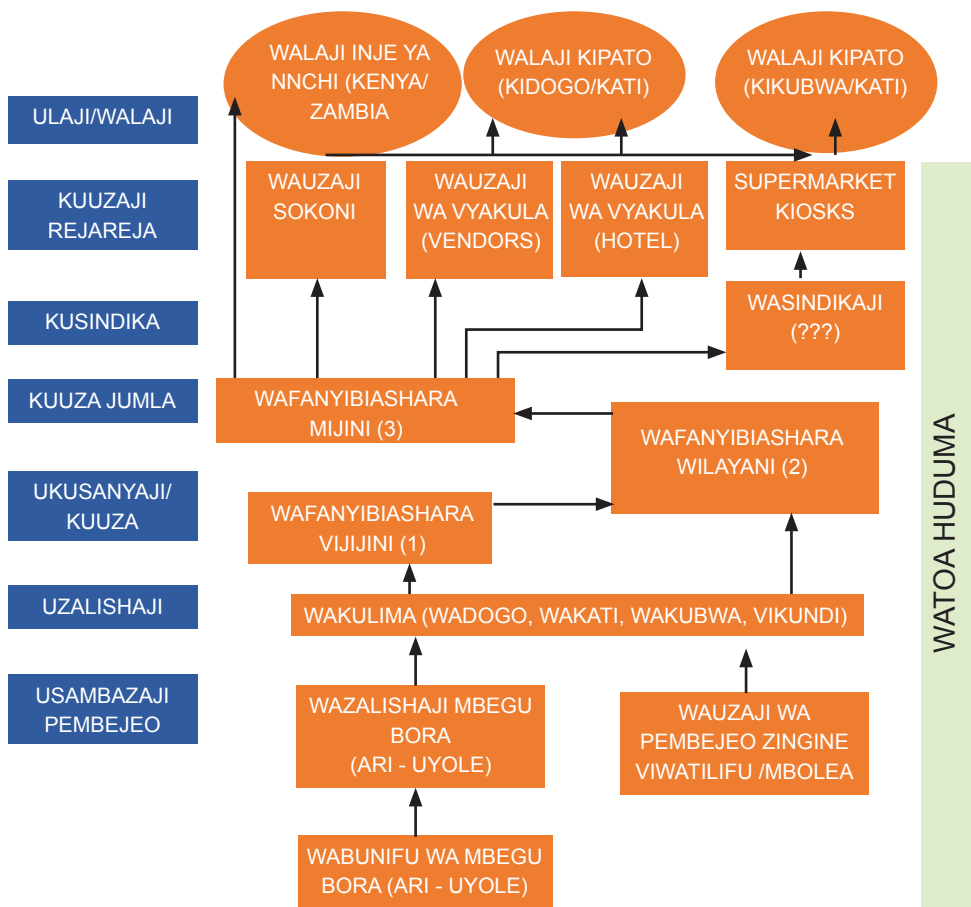 WALAJI INJE YA
NNCHI (KENYA/
ZAMBIA
WALAJI KIPATO
(KIDOGO/KATI)
WALAJI KIPATO
(KIKUBWA/KATI)
ULAJI/WALAJI
KUUZAJI
REJAREJA
WAUZAJI
SOKONI
WAUZAJI
WA VYAKULA
(VENDORS)
WAUZAJI
WA VYAKULA
(HOTEL)
SUPERMARKET
KIOSKS
KUSINDIKA
WASINDIKAJI
(???)
KUUZA JUMLA
WAFANYIBIASHARA
MIJINI (3)
WAFANYIBIASHARA
WILAYANI (2)
UKUSANYAJI/
KUUZA
WAFANYIBIASHARA
VIJIJINI (1)
UZALISHAJI
WAKULIMA (WADOGO, WAKATI, WAKUBWA, VIKUNDI)
USAMBAZAJI
PEMBEJEO
WAZALISHAJI MBEGU
BORA
(ARI - UYOLE)
WAUZAJI WA
PEMBEJEO ZINGINE
VIWATILIFU /MBOLEA
WABUNIFU WA MBEGU
BORA (ARI - UYOLE)
WATOA HUDUMA